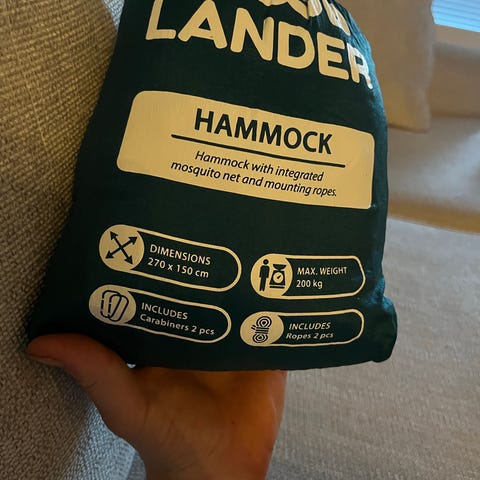 LANDER
HAMMOCK
Hammock with integrated
mosquito net and mounting ropes.
DIMENSIONS
270 x 150 cm
MAX. WEIGHT
200 kg
INCLUDES
Carabiners 2 pcs
INCLUDES
Ropes 2 pcs